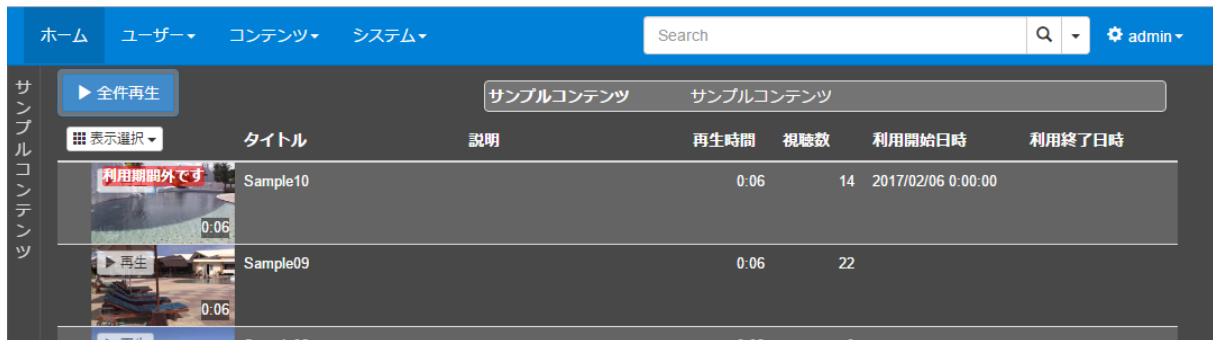 ホーム ユーザー コンテンツ システム Search admin
サンプルコンテンツ
全件再生 サンプルコンテンツ サンプルコンテンツ
表示選択 タイトル 説明 再生時間 視聴数 利用開始日時 利用終了日時
利用期間外です Sample10 0:06 14 2017/02/06 0:00:00
0:06
再生 Sample09 0:06 22
0:06
再生